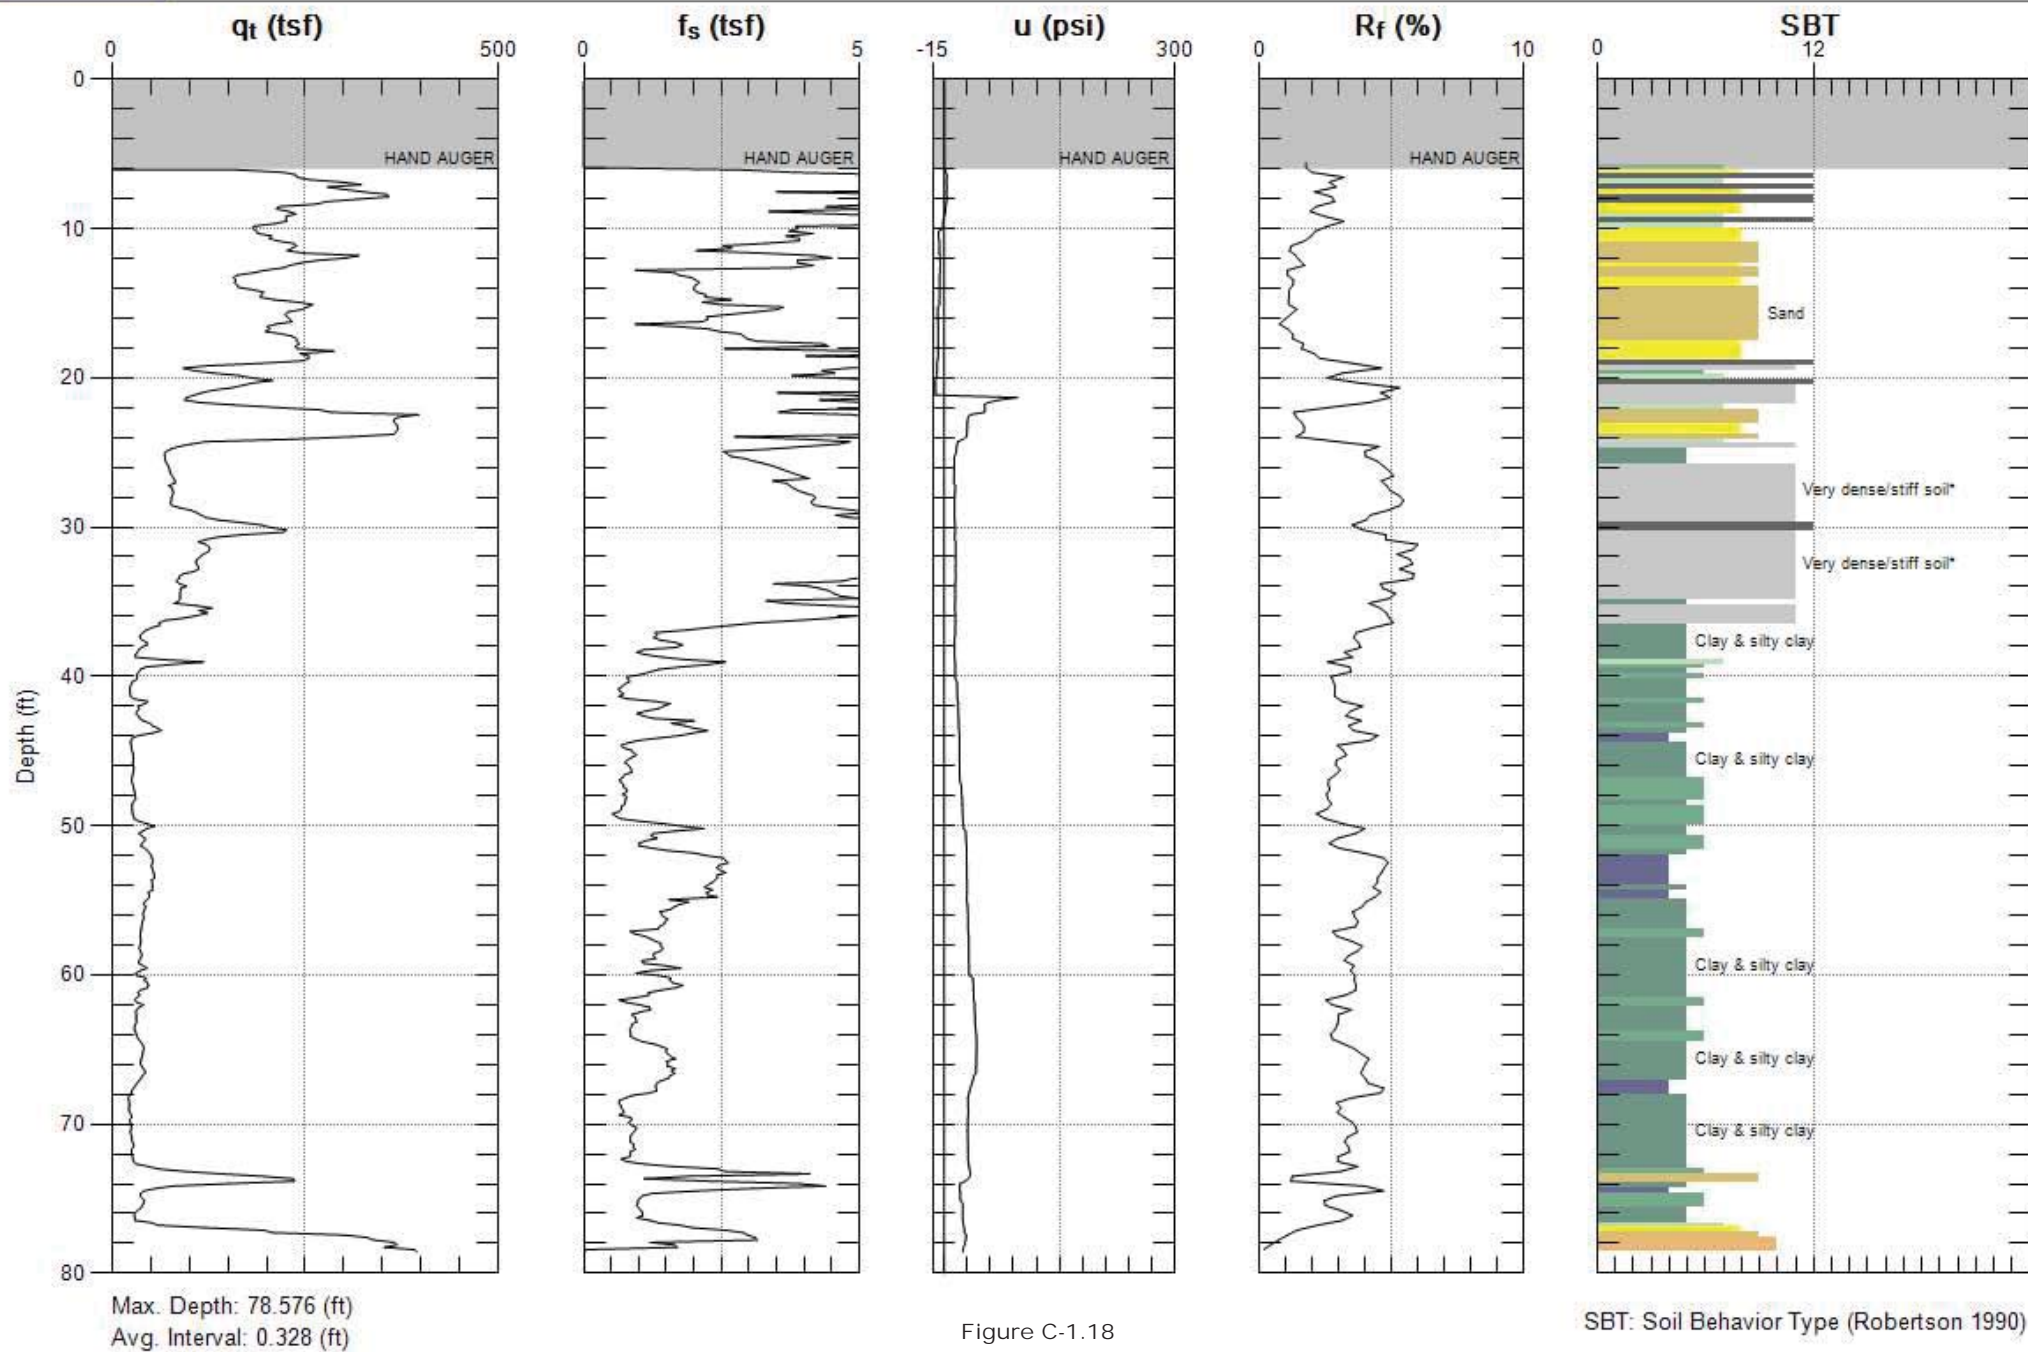 qt (tsf)
fs (tsf)
u (psi)
Rf (%)
SBT
0 500
0 5
-15 300
0 10
0 12
0
HAND AUGER
HAND AUGER
HAND AUGER
HAND AUGER
10
Sand
20
Very dense/stiff soil*
30
Very dense/stiff soil*
Clay & silty clay
40
Depth (ft)
Clay & silty clay
50
Clay & silty clay
60
Clay & silty clay
70
Clay & silty clay
80
Max. Depth: 78.576 (ft)
Avg. Interval: 0.328 (ft)
Figure C-1.18
SBT: Soil Behavior Type (Robertson 1990)